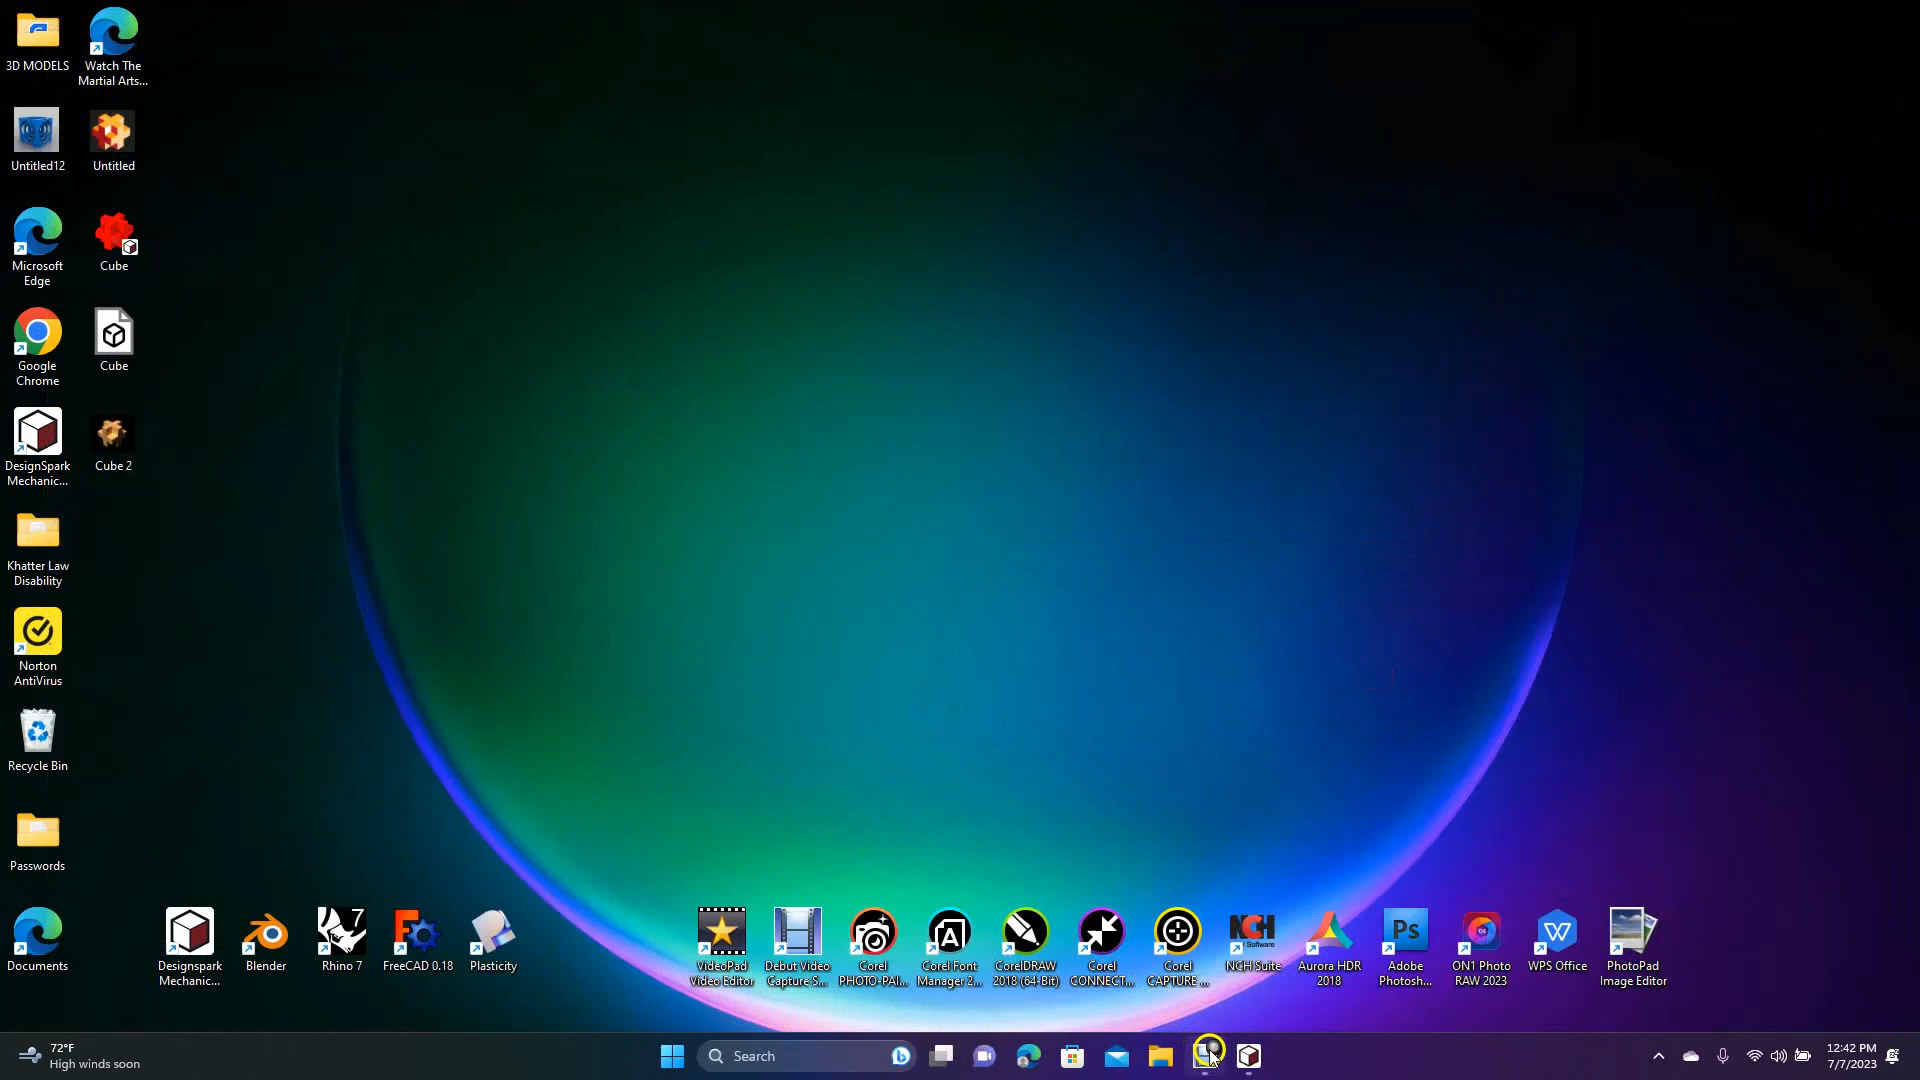 3D MODELS
Watch The
Martial Arts...
Untitled12
Untitled
Microsoft
Edge
Cube
Google
Chrome
Cube
DesignSpark
Mechanic...
Cube 2
Khatter Law
Disability
Norton
AntiVirus
Recycle Bin
Passwords
Documents
Designspark
Mechanic...
Blender
7
Rhino 7
FreeCAD 0.18
Plasticity
VideoPad
Video Editor
Debut Video
Capture S...
Corel
PHOTO-PAI...
Corel Font
Manager 2...
CorelDRAW
2018 (64-Bit)
Corel
CONNECT...
Corel
CAPTURE ...
NCH
Software
NCH Suite
Aurora HDR
2018
Ps
Adobe
Photosh...
ON1 Photo
RAW 2023
W
WPS Office
PhotoPad
Image Editor
72°F
High winds soon
Search
12:42 PM
7/7/2023